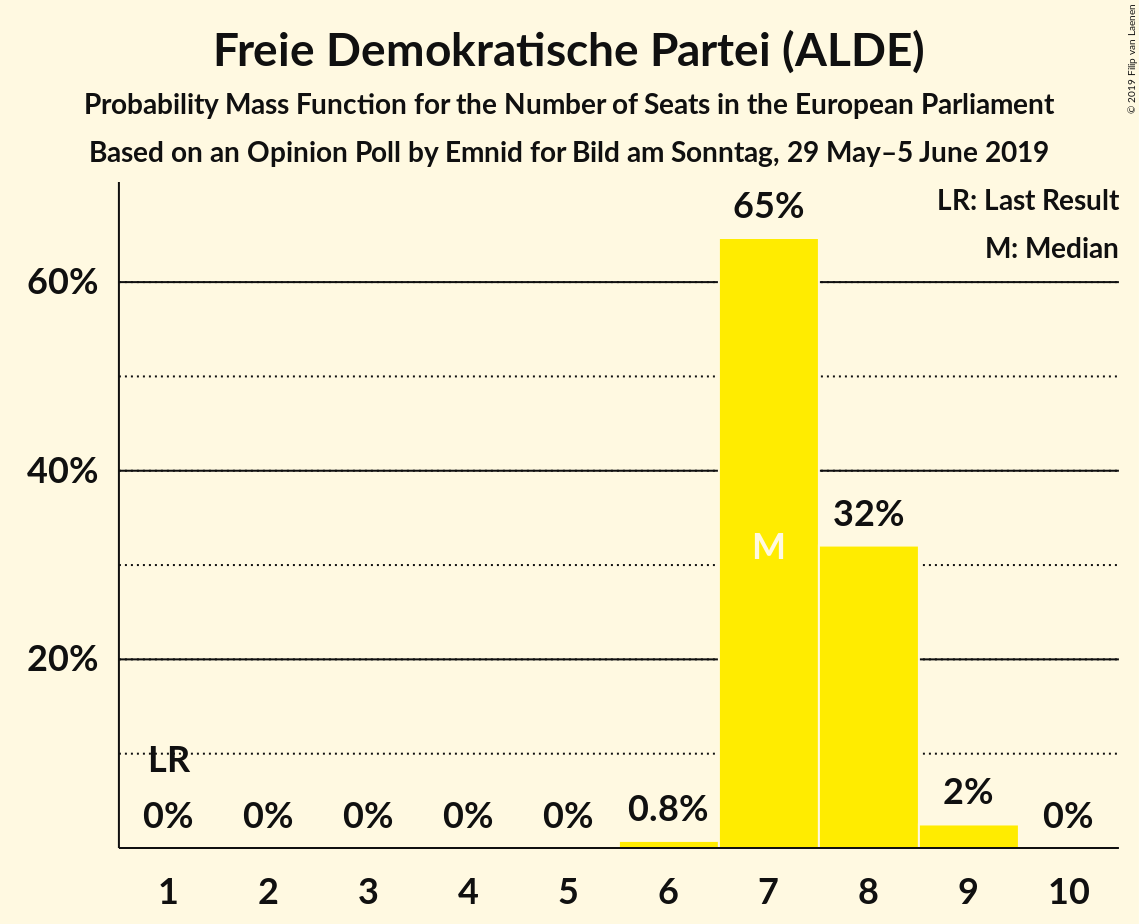 Freie Demokratische Partei (ALDE)
Probability Mass Function for the Number of Seats in the European Parliament
Based on an Opinion Poll by Emnid for Bild am Sonntag, 29 May–5 June 2019
© 2019 Filip van Laenen
LR: Last Result
M: Median
60%
40%
20%
LR
0%
0%
0%
0%
0%
0.8%
65%
M
32%
2%
0%
1 2 3 4 5 6 7 8 9 10